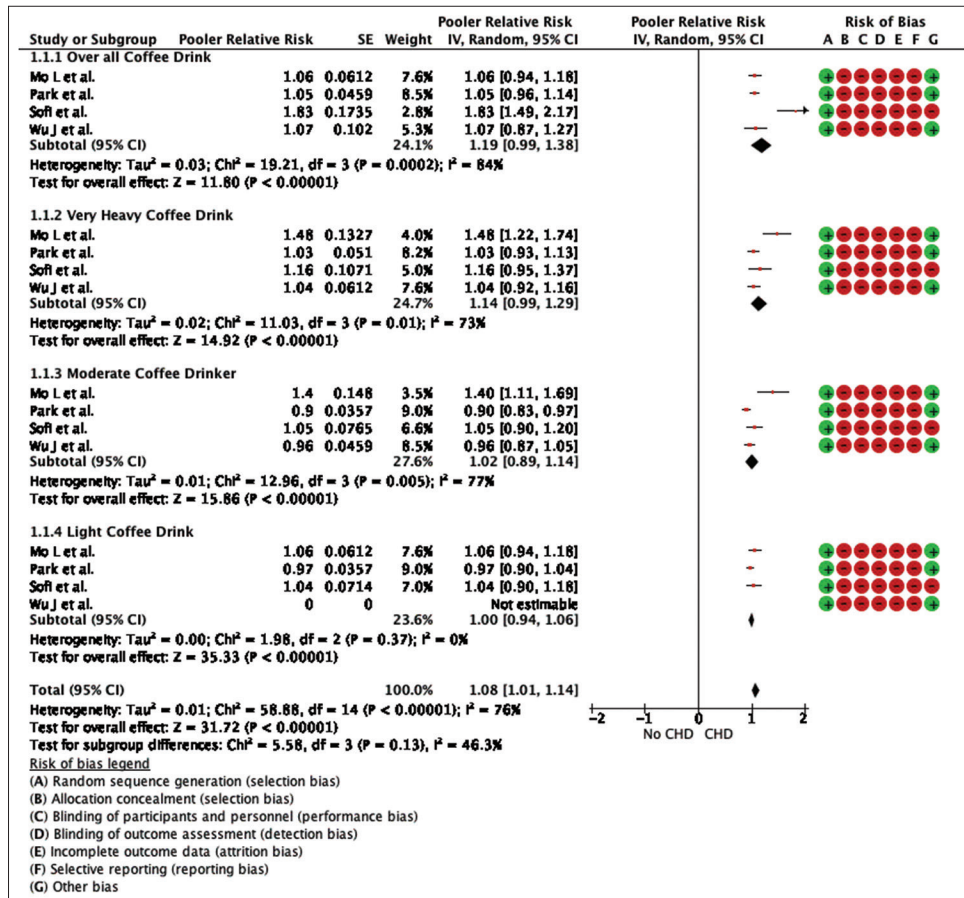 Pooler Relative Risk Pooler Relative Risk Risk of Bias
Study or Subgroup Pooler Relative Risk SE Weight IV, Random, 95% CI IV, Random, 95% CI A B C D E F G
1.1.1 Over all Coffee Drink
Mo L et al. 1.06 0.0612 7.6% 1.06 [0.94, 1.18] + − − − − − +
Park et al. 1.05 0.0459 8.5% 1.05 [0.96, 1.14] + − − − − − +
Sofi et al. 1.83 0.1735 2.8% 1.83 [1.49, 2.17] + − − − − − −
Wu J et al. 1.07 0.102 5.3% 1.07 [0.87, 1.27] + − − − − − +
Subtotal (95% CI) 24.1% 1.19 [0.99, 1.38]
Heterogeneity: Tau² = 0.03; Chi² = 19.21, df = 3 (P = 0.0002); I² = 84%
Test for overall effect: Z = 11.80 (P < 0.00001)
1.1.2 Very Heavy Coffee Drink
Mo L et al. 1.48 0.1327 4.0% 1.48 [1.22, 1.74] + − − − − − +
Park et al. 1.03 0.051 8.2% 1.03 [0.93, 1.13] + − − − − − +
Sofi et al. 1.16 0.1071 5.0% 1.16 [0.95, 1.37] + − − − − − −
Wu J et al. 1.04 0.0612 7.6% 1.04 [0.92, 1.16] + − − − − − +
Subtotal (95% CI) 24.7% 1.14 [0.99, 1.29]
Heterogeneity: Tau² = 0.02; Chi² = 11.03, df = 3 (P = 0.01); I² = 73%
Test for overall effect: Z = 14.92 (P < 0.00001)
1.1.3 Moderate Coffee Drinker
Mo L et al. 1.4 0.148 3.5% 1.40 [1.11, 1.69] + − − − − − +
Park et al. 0.9 0.0357 9.0% 0.90 [0.83, 0.97] + − − − − − +
Sofi et al. 1.05 0.0765 6.6% 1.05 [0.90, 1.20] + − − − − − −
Wu J et al. 0.96 0.0459 8.5% 0.96 [0.87, 1.05] + − − − − − +
Subtotal (95% CI) 27.6% 1.02 [0.89, 1.14]
Heterogeneity: Tau² = 0.01; Chi² = 12.96, df = 3 (P = 0.005); I² = 77%
Test for overall effect: Z = 15.86 (P < 0.00001)
1.1.4 Light Coffee Drink
Mo L et al. 1.06 0.0612 7.6% 1.06 [0.94, 1.18] + − − − − − +
Park et al. 0.97 0.0357 9.0% 0.97 [0.90, 1.04] + − − − − − +
Sofi et al. 1.04 0.0714 7.0% 1.04 [0.90, 1.18] + − − − − − −
Wu J et al. 0 0 Not estimable + − − − − − +
Subtotal (95% CI) 23.6% 1.00 [0.94, 1.06]
Heterogeneity: Tau² = 0.00; Chi² = 1.98, df = 2 (P = 0.37); I² = 0%
Test for overall effect: Z = 35.33 (P < 0.00001)
Total (95% CI) 100.0% 1.08 [1.01, 1.14]
Heterogeneity: Tau² = 0.01; Chi² = 58.88, df = 14 (P < 0.00001); I² = 76%
-2 -1 0 1 2
Test for overall effect: Z = 31.72 (P < 0.00001)
No CHD CHD
Test for subgroup differences: Chi² = 5.58, df = 3 (P = 0.13), I² = 46.3%
Risk of bias legend
(A) Random sequence generation (selection bias)
(B) Allocation concealment (selection bias)
(C) Blinding of participants and personnel (performance bias)
(D) Blinding of outcome assessment (detection bias)
(E) Incomplete outcome data (attrition bias)
(F) Selective reporting (reporting bias)
(G) Other bias